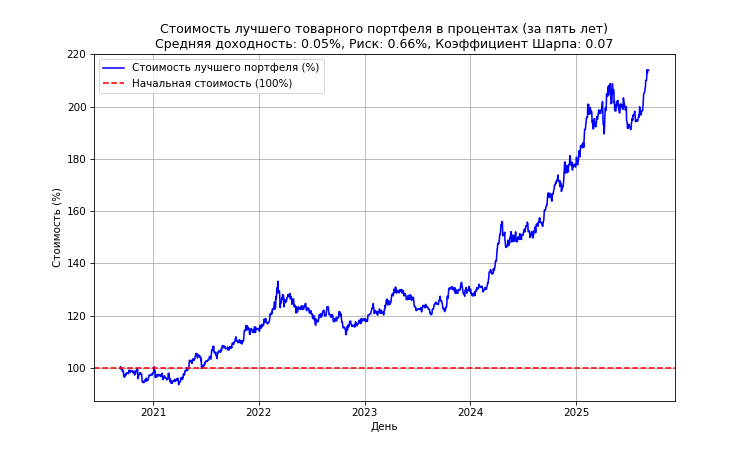 Стоимость лучшего товарного портфеля в процентах (за пять лет)
Средняя доходность: 0.05%, Риск: 0.66%, Коэффициент Шарпа: 0.07
Стоимость лучшего портфеля (%)
Начальная стоимость (100%)
Стоимость (%)
220
200
180
160
140
120
100
2021
2022
2023
2024
2025
День